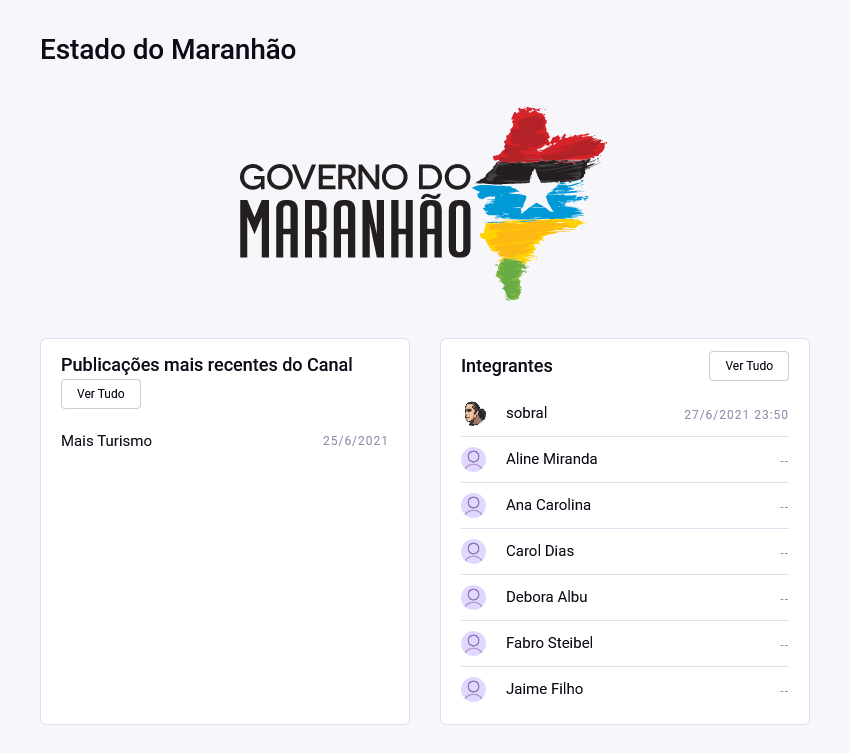 Estado do Maranhão
GOVERNO DO
MARANHÃO
Publicações mais recentes do Canal
Ver Tudo
Mais Turismo 25/6/2021
Integrantes Ver Tudo
sobral 27/6/2021 23:50
Aline Miranda --
Ana Carolina --
Carol Dias --
Debora Albu --
Fabro Steibel --
Jaime Filho --